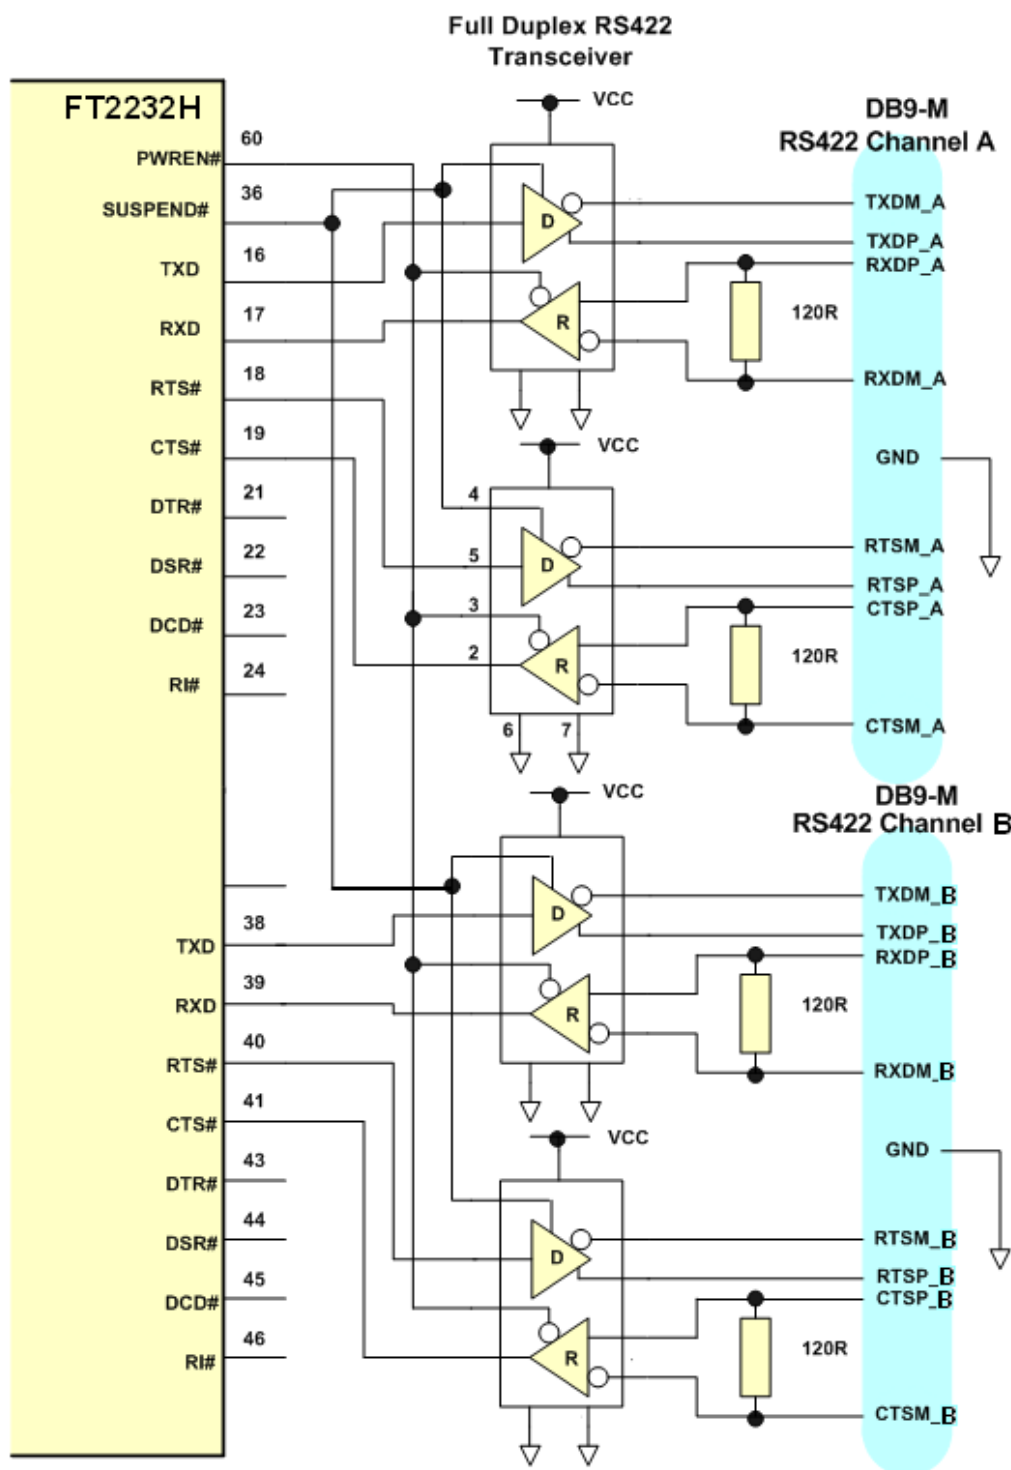 Full Duplex RS422
Transceiver
FT2232H
VCC
DB9-M
RS422 Channel A
60
PWREN#
36
SUSPEND#
16
TXD
17
RXD
18
RTS#
19
CTS#
21
DTR#
22
DSR#
23
DCD#
24
RI#
D
R
TXDM_A
TXDP_A
RXDP_A
120R
RXDM_A
VCC
GND
4
5
3
2
6
7
D
R
RTSM_A
RTSP_A
CTSP_A
120R
CTSM_A
VCC
DB9-M
RS422 Channel B
38
TXD
39
RXD
40
RTS#
41
CTS#
43
DTR#
44
DSR#
45
DCD#
46
RI#
D
R
TXDM_B
TXDP_B
RXDP_B
120R
RXDM_B
VCC
GND
D
R
RTSM_B
RTSP_B
CTSP_B
120R
CTSM_B